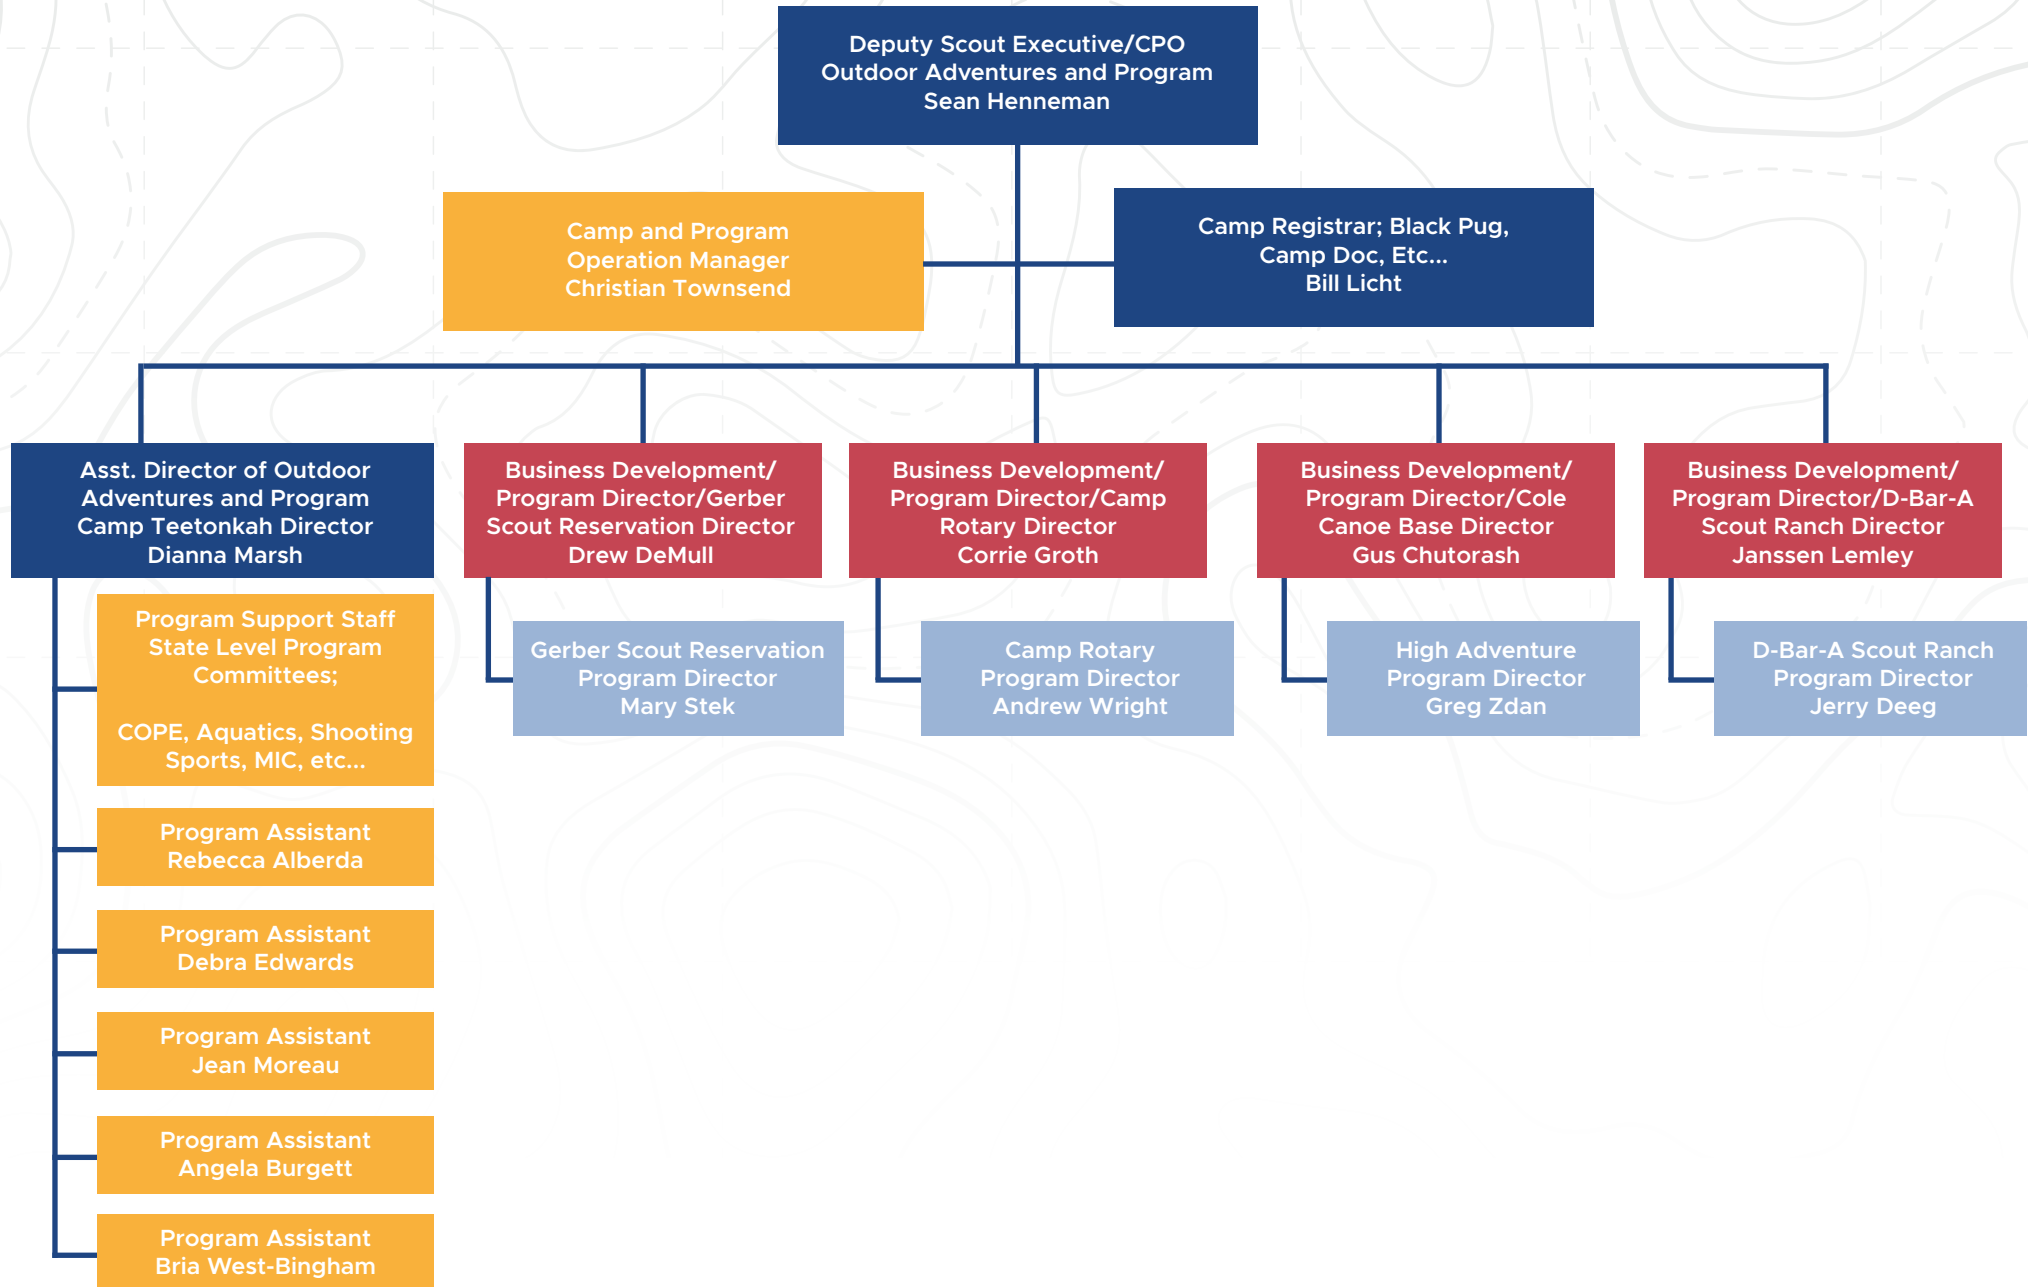 Deputy Scout Executive/CPO
Outdoor Adventures and Program
Sean Henneman
Camp and Program
Operation Manager
Christian Townsend
Camp Registrar; Black Pug,
Camp Doc, Etc...
Bill Licht
Asst. Director of Outdoor
Adventures and Program
Camp Teetonkah Director
Dianna Marsh
Business Development/
Program Director/Gerber
Scout Reservation Director
Drew DeMull
Business Development/
Program Director/Camp
Rotary Director
Corrie Groth
Business Development/
Program Director/Cole
Canoe Base Director
Gus Chutorash
Business Development/
Program Director/D-Bar-A
Scout Ranch Director
Janssen Lemley
Program Support Staff
State Level Program
Committees;
COPE, Aquatics, Shooting
Sports, MIC, etc...
Gerber Scout Reservation
Program Director
Mary Stek
Camp Rotary
Program Director
Andrew Wright
High Adventure
Program Director
Greg Zdan
D-Bar-A Scout Ranch
Program Director
Jerry Deeg
Program Assistant
Rebecca Alberda
Program Assistant
Debra Edwards
Program Assistant
Jean Moreau
Program Assistant
Angela Burgett
Program Assistant
Bria West-Bingham